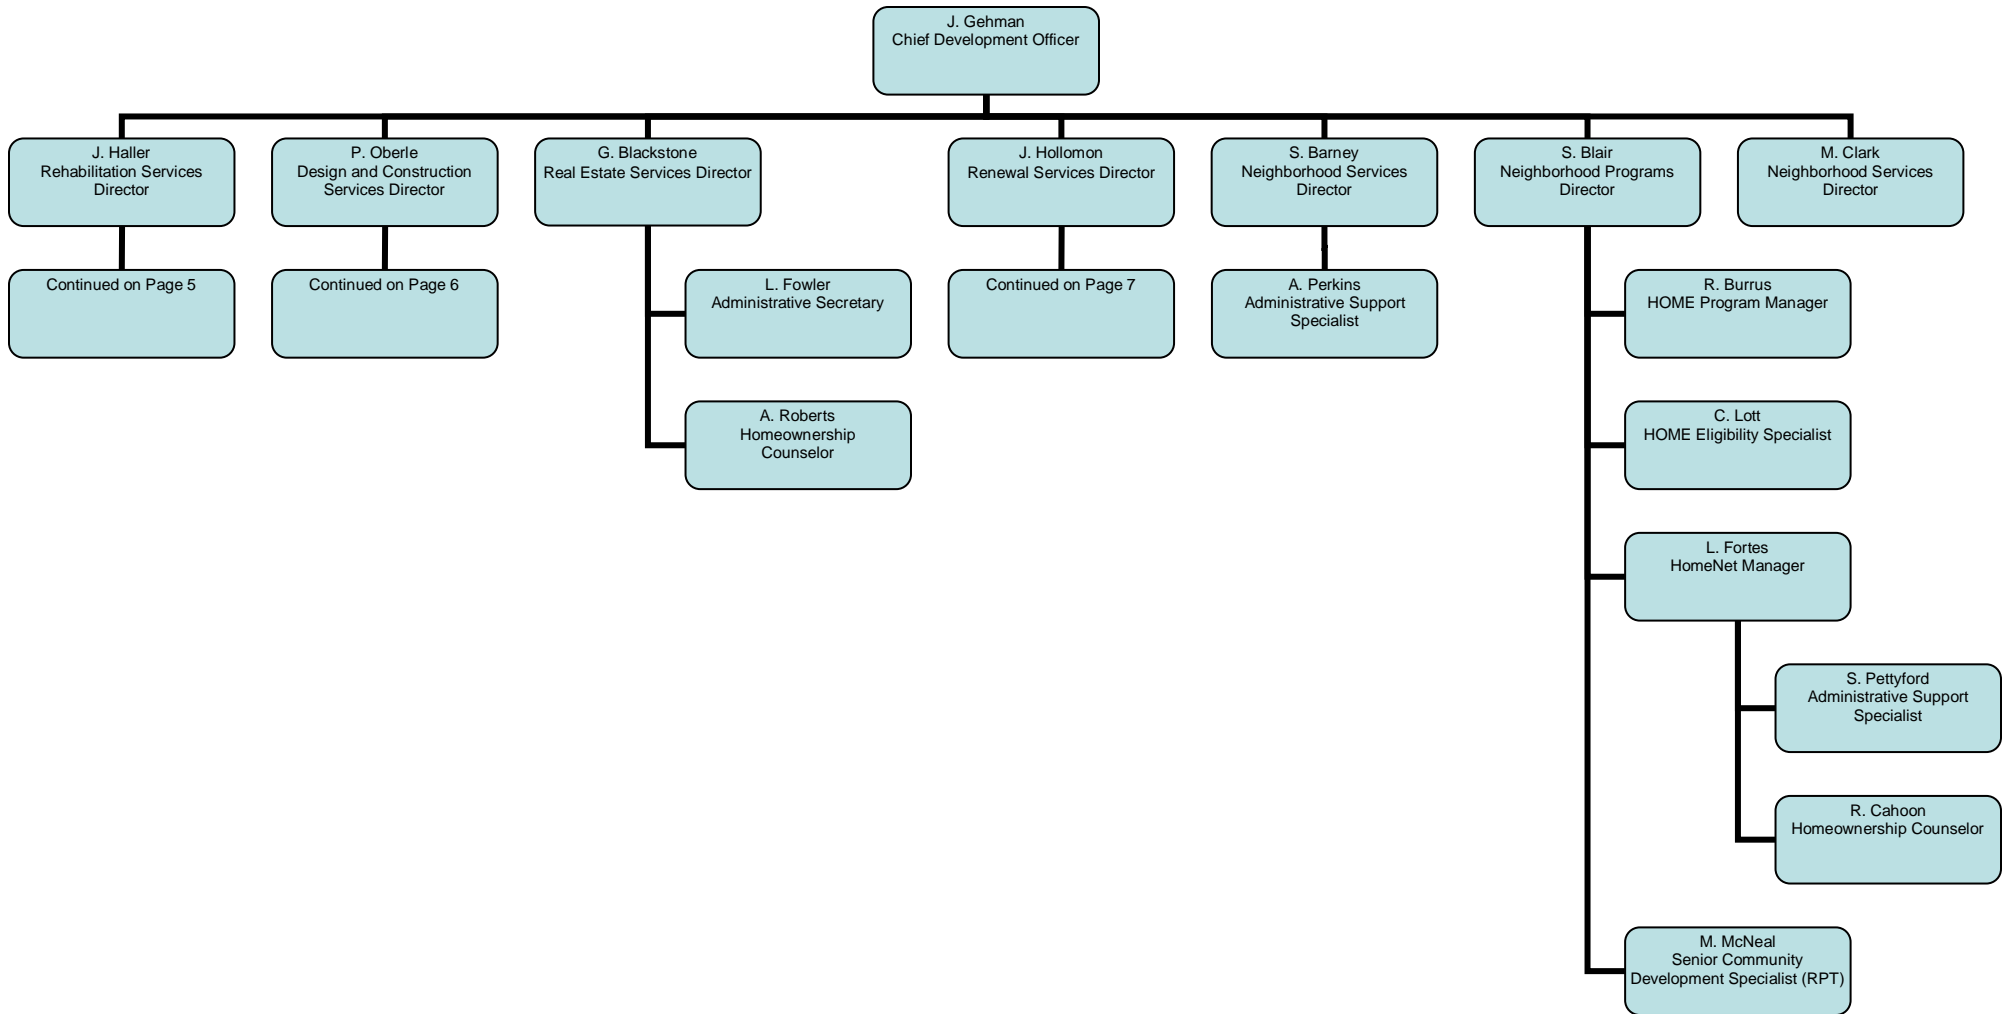 J. Gehman
Chief Development Officer
J. Haller
Rehabilitation Services
Director
P. Oberle
Design and Construction
Services Director
G. Blackstone
Real Estate Services Director
J. Hollomon
Renewal Services Director
S. Barney
Neighborhood Services
Director
S. Blair
Neighborhood Programs
Director
M. Clark
Neighborhood Services
Director
Continued on Page 5
Continued on Page 6
L. Fowler
Administrative Secretary
Continued on Page 7
A. Perkins
Administrative Support
Specialist
R. Burrus
HOME Program Manager
A. Roberts
Homeownership
Counselor
C. Lott
HOME Eligibility Specialist
L. Fortes
HomeNet Manager
S. Pettyford
Administrative Support
Specialist
R. Cahoon
Homeownership Counselor
M. McNeal
Senior Community
Development Specialist (RPT)